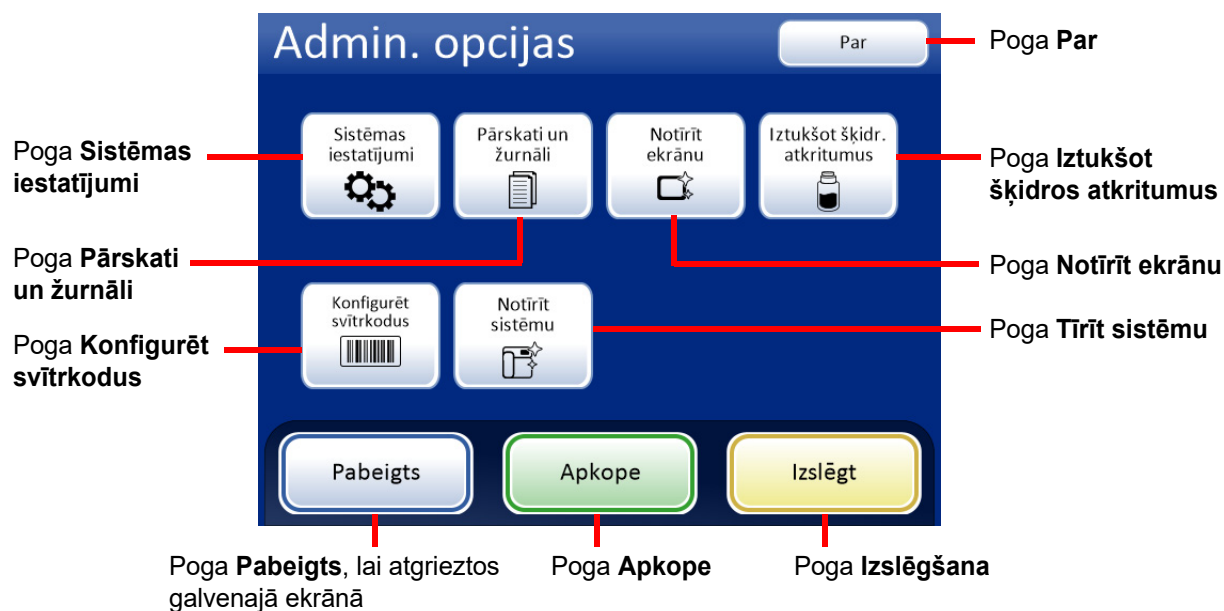 Admin. opcijas
Par
Poga Par
Sistēmas
iestatījumi
Pārskati un
žurnāli
Notīrīt
ekrānu
Iztukšot šķidr.
atkritumus
Poga Sistēmas
iestatījumi
Poga Iztukšot
šķidros atkritumus
Poga Pārskati
un žurnāli
Poga Notīrīt ekrānu
Konfigurēt
svītrkodus
Notīrīt
sistēmu
Poga Konfigurēt
svītrkodus
Poga Tīrīt sistēmu
Pabeigts
Apkope
Izslēgt
Poga Pabeigts, lai atgrieztos
galvenajā ekrānā
Poga Apkope
Poga Izslēgšana